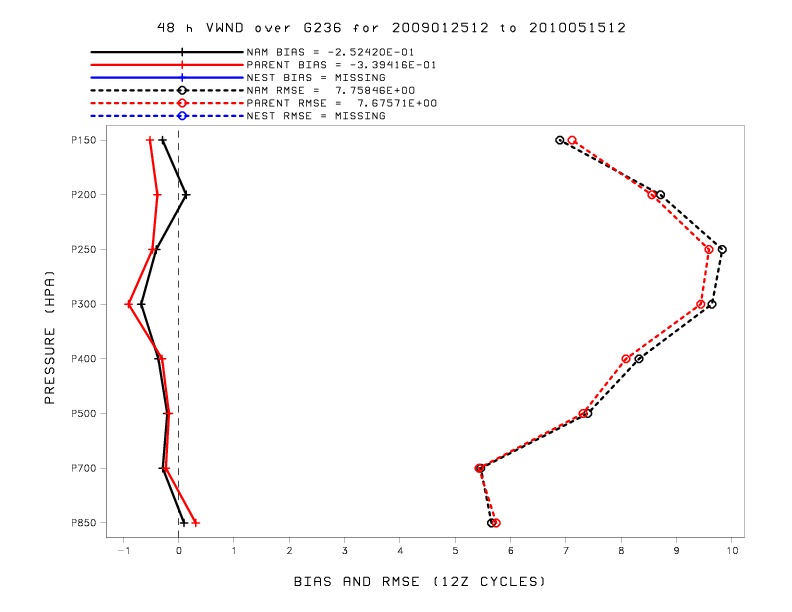 48 h VWND over G236 for 2009012512 to 2010051512
NAM BIAS = -2.52420E-01
PARENT BIAS = -3.39416E-01
NEST BIAS = MISSING
NAM RMSE = 7.75846E+00
PARENT RMSE = 7.67571E+00
NEST RMSE = MISSING
P150
P200
P250
P300
P400
P500
P700
P850
PRESSURE (HPA)
-1 0 1 2 3 4 5 6 7 8 9 10
BIAS AND RMSE (12Z CYCLES)